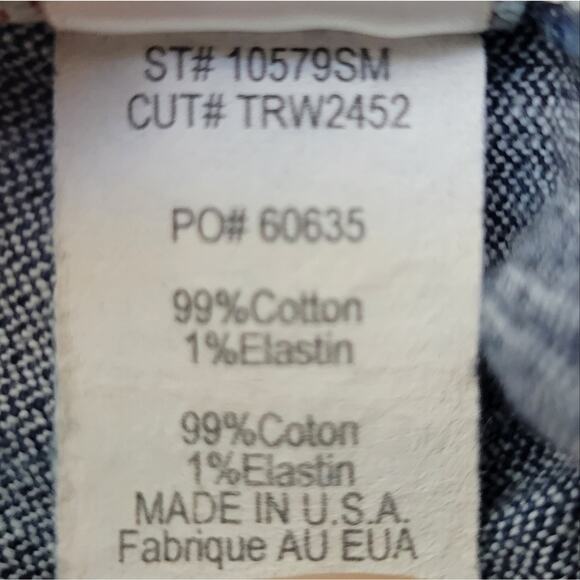 ST# 10579SM
CUT# TRW2452
PO# 60635
99%Cotton
1%Elastin
99%Coton
1%Elastin
MADE IN U.S.A.
Fabrique AU EUA